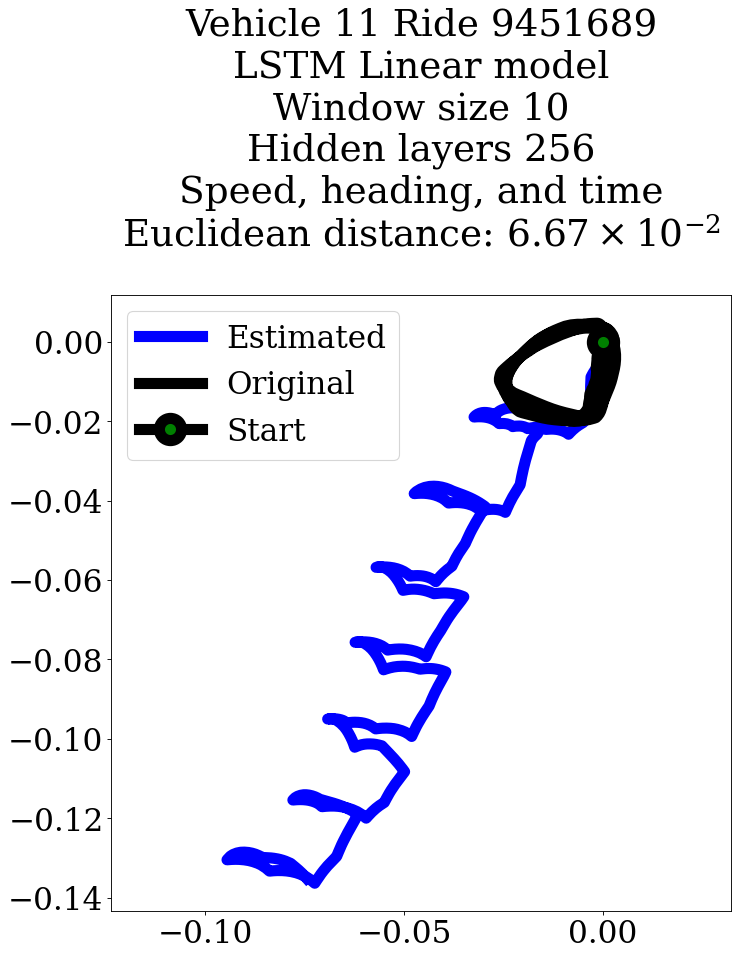 Vehicle 11 Ride 9451689
LSTM Linear model
Window size 10
Hidden layers 256
Speed, heading, and time
Euclidean distance: 6.67 × 10⁻²
Estimated
Original
Start
0.00
−0.02
−0.04
−0.06
−0.08
−0.10
−0.12
−0.14
−0.10 −0.05 0.00